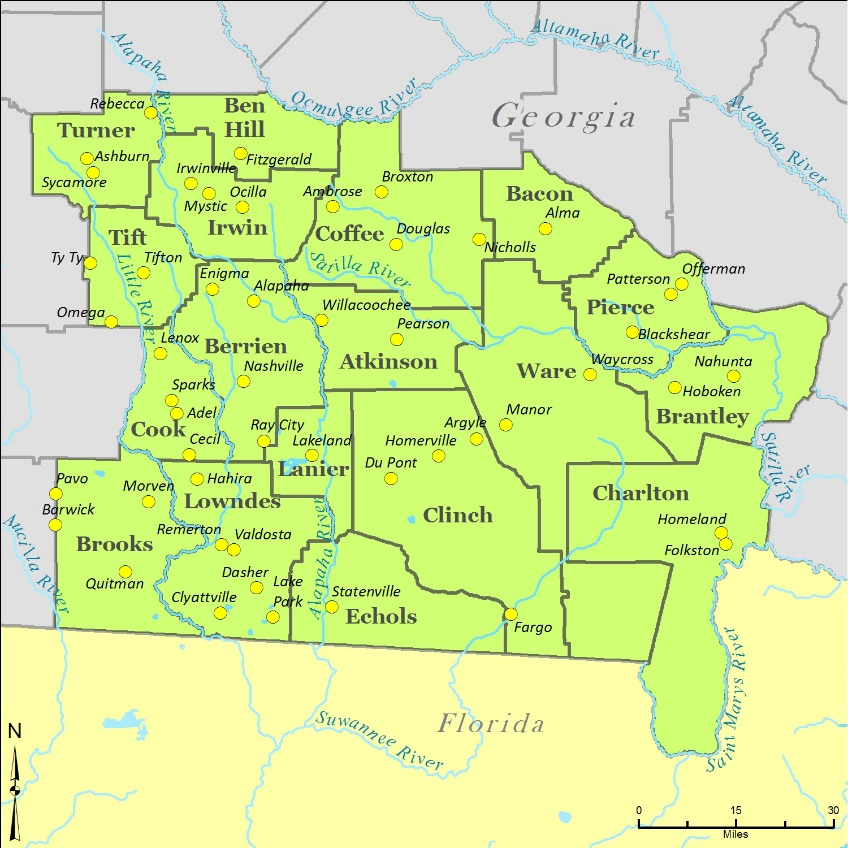 Alapaha River
Altamaha River
Ocmulgee River
Altamaha River
Georgia
Rebecca
Ben
Hill
Turner
Ashburn
Sycamore
Fitzgerald
Irwinville
Mystic
Ocilla
Irwin
Ambrose
Broxton
Coffee
Douglas
Nicholls
Bacon
Alma
Tift
Ty Ty
Tifton
Little River
Omega
Enigma
Alapaha
Satilla River
Willacoochee
Pearson
Atkinson
Offerman
Patterson
Pierce
Blackshear
Waycross
Ware
Nahunta
Hoboken
Brantley
Lenox
Berrien
Nashville
Sparks
Adel
Cook
Cecil
Ray City
Lakeland
Lanier
Argyle
Manor
Homerville
Du Pont
Clinch
Satilla R
iver
Charlton
Homeland
Folkston
Pavo
Barwick
Morven
Hahira
Lowndes
Remerton
Valdosta
Brooks
Quitman
Aucilla River
Dasher
Clyattville
Lake
Park
Alapaha River
Statenville
Echols
Fargo
Saint Marys River
Suwannee River
Florida
N
0 15 30
Miles